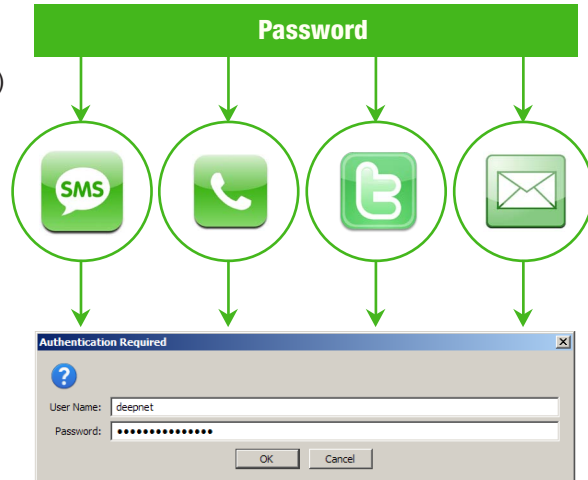 Password
)
SMS
t
Authentication Required
?
User Name: deepnet
Password: •••••••••••••••
OK Cancel